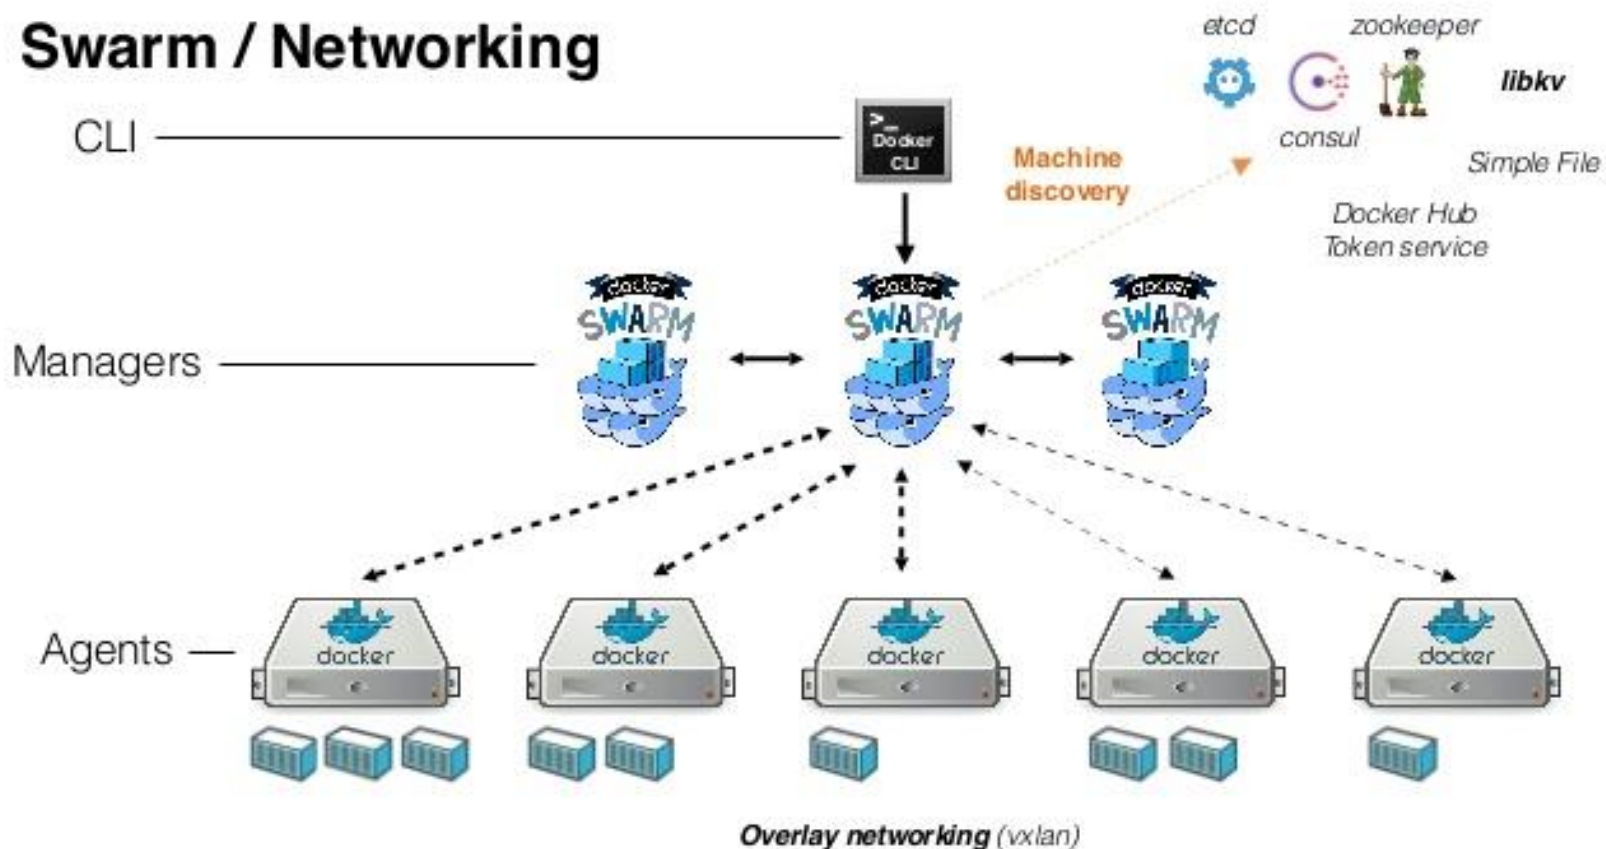 Swarm / Networking
etcd
zookeeper
libkv
consul
Simple File
Docker Hub
Token service
CLI
>_
Docker
CLI
Machine
discovery
Managers
docker
SWARM
docker
SWARM
docker
SWARM
Agents
docker
docker
docker
docker
docker
Overlay networking (vxlan)